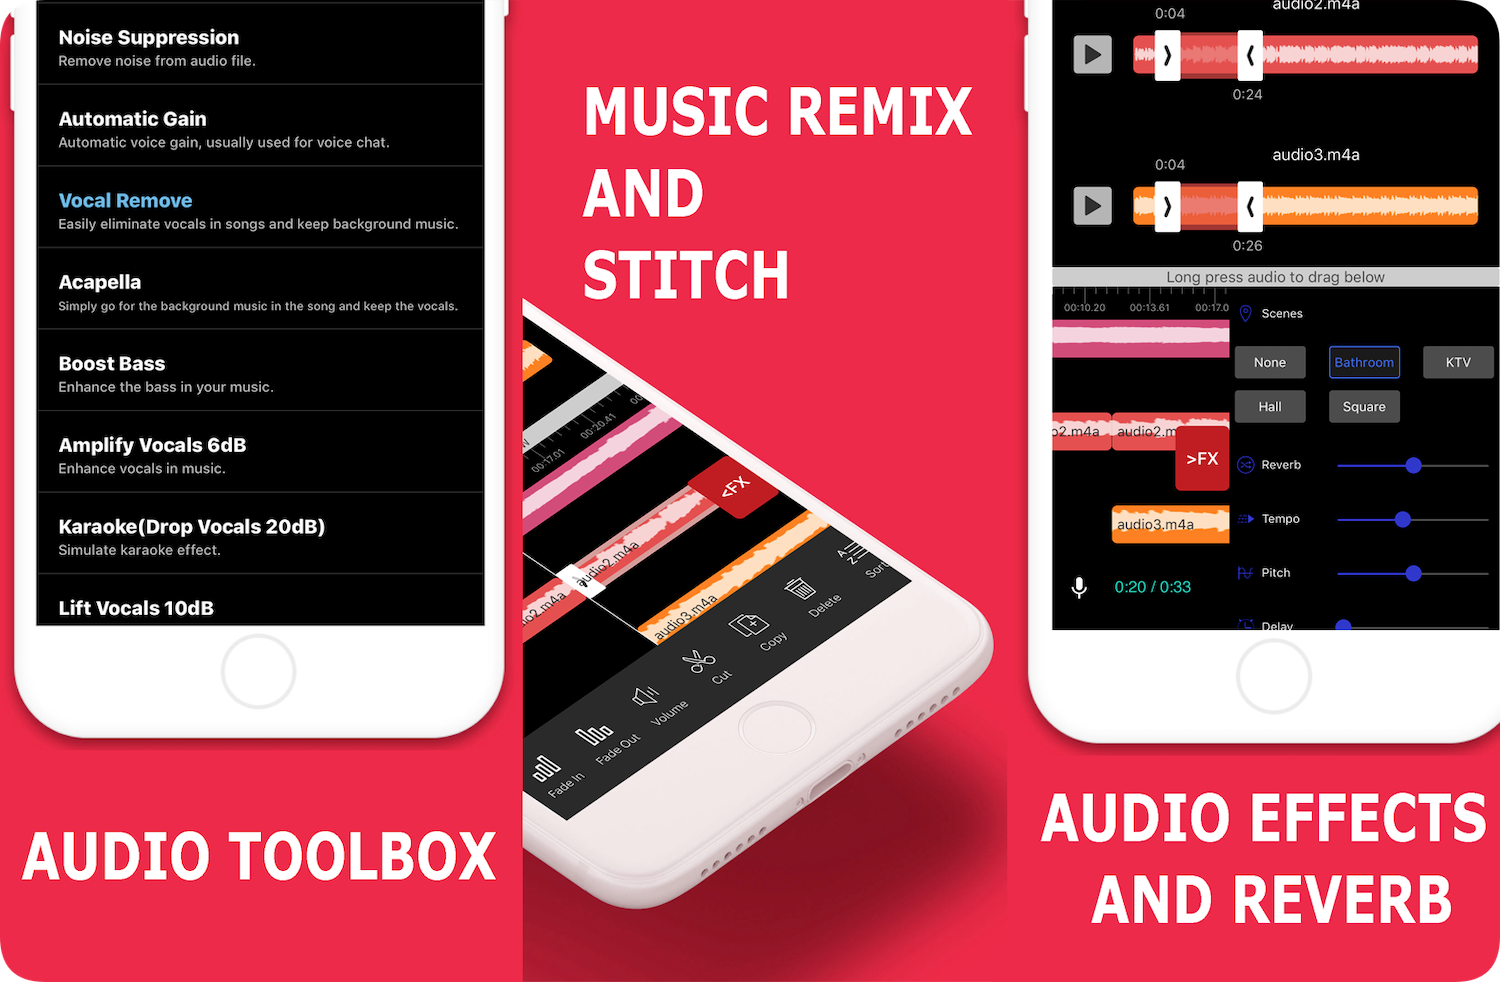 Noise Suppression
Remove noise from audio file.
Automatic Gain
Automatic voice gain, usually used for voice chat.
Vocal Remove
Easily eliminate vocals in songs and keep background music.
Acapella
Simply go for the background music in the song and keep the vocals.
Boost Bass
Enhance the bass in your music.
Amplify Vocals 6dB
Enhance vocals in music.
Karaoke(Drop Vocals 20dB)
Simulate karaoke effect.
Lift Vocals 10dB
AUDIO TOOLBOX
MUSIC REMIX
AND
STITCH
00:17.01
00:20.41
<FX
audio2.m4a
io2.m4a
audio3.m4a
Fade In
Fade Out
Volume
Cut
Copy
Delete
Sort
audio2.m4a
0:04
0:24
audio3.m4a
0:04
0:26
Long press audio to drag below
00:10.20
00:13.61
00:17.0
Scenes
None
Bathroom
KTV
Hall
Square
o2.m4a
audio2.m
>FX
Reverb
audio3.m4a
Tempo
Pitch
0:20 / 0:33
Delay
AUDIO EFFECTS
AND REVERB